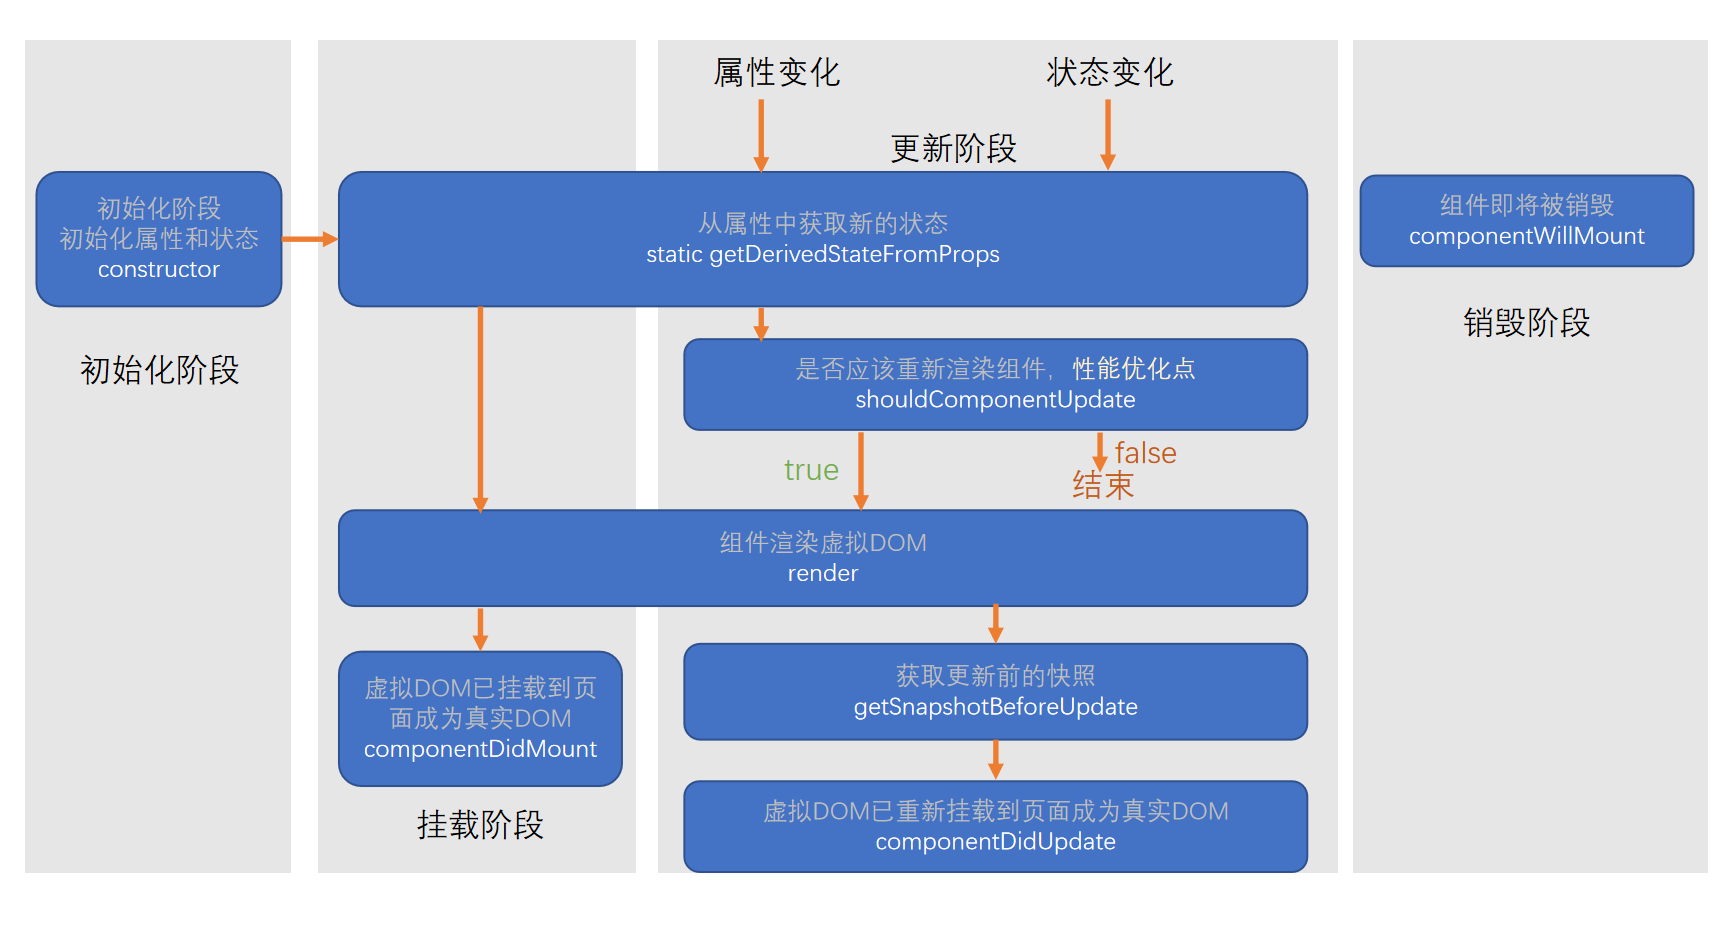 属性变化
状态变化
更新阶段
初始化阶段
初始化属性和状态
constructor
初始化阶段
从属性中获取新的状态
static getDerivedStateFromProps
组件即将被销毁
componentWillMount
销毁阶段
是否应该重新渲染组件，性能优化点
shouldComponentUpdate
true
false
结束
组件渲染虚拟DOM
render
虚拟DOM已挂载到页
面成为真实DOM
componentDidMount
挂载阶段
获取更新前的快照
getSnapshotBeforeUpdate
虚拟DOM已重新挂载到页面成为真实DOM
componentDidUpdate